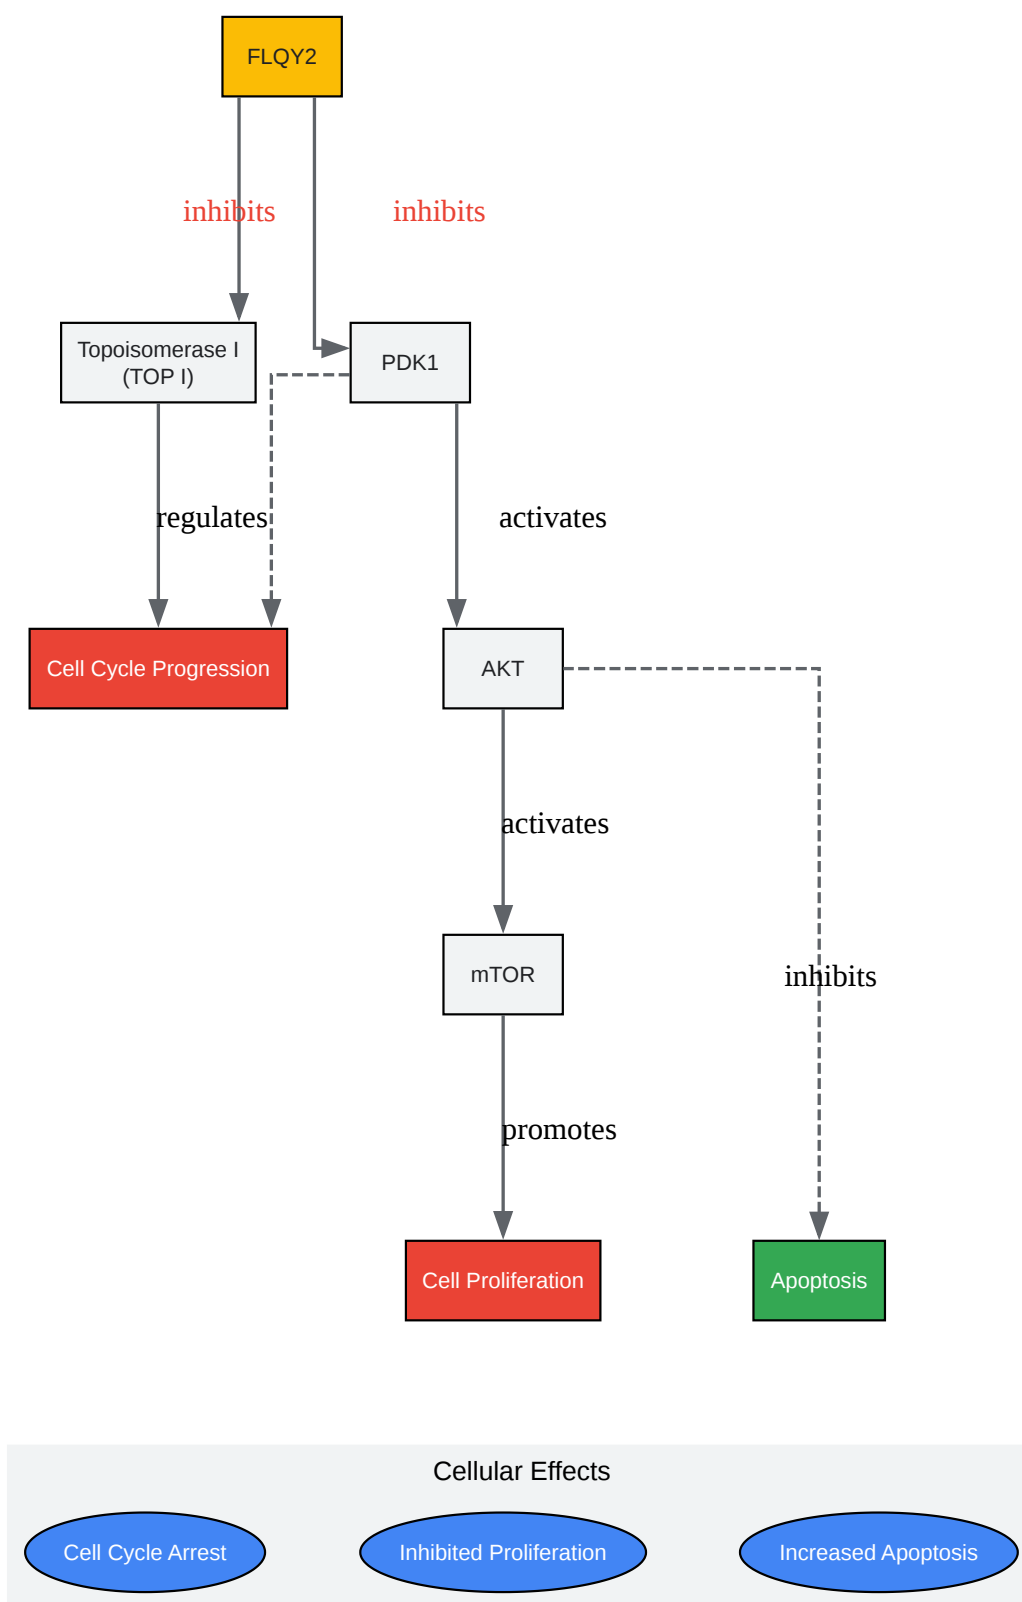 FLQY2
inhibits
inhibits
Topoisomerase I
(TOP I)
PDK1
regulates
activates
Cell Cycle Progression
AKT
activates
mTOR
inhibits
promotes
Cell Proliferation
Apoptosis
Cellular Effects
Cell Cycle Arrest
Inhibited Proliferation
Increased Apoptosis